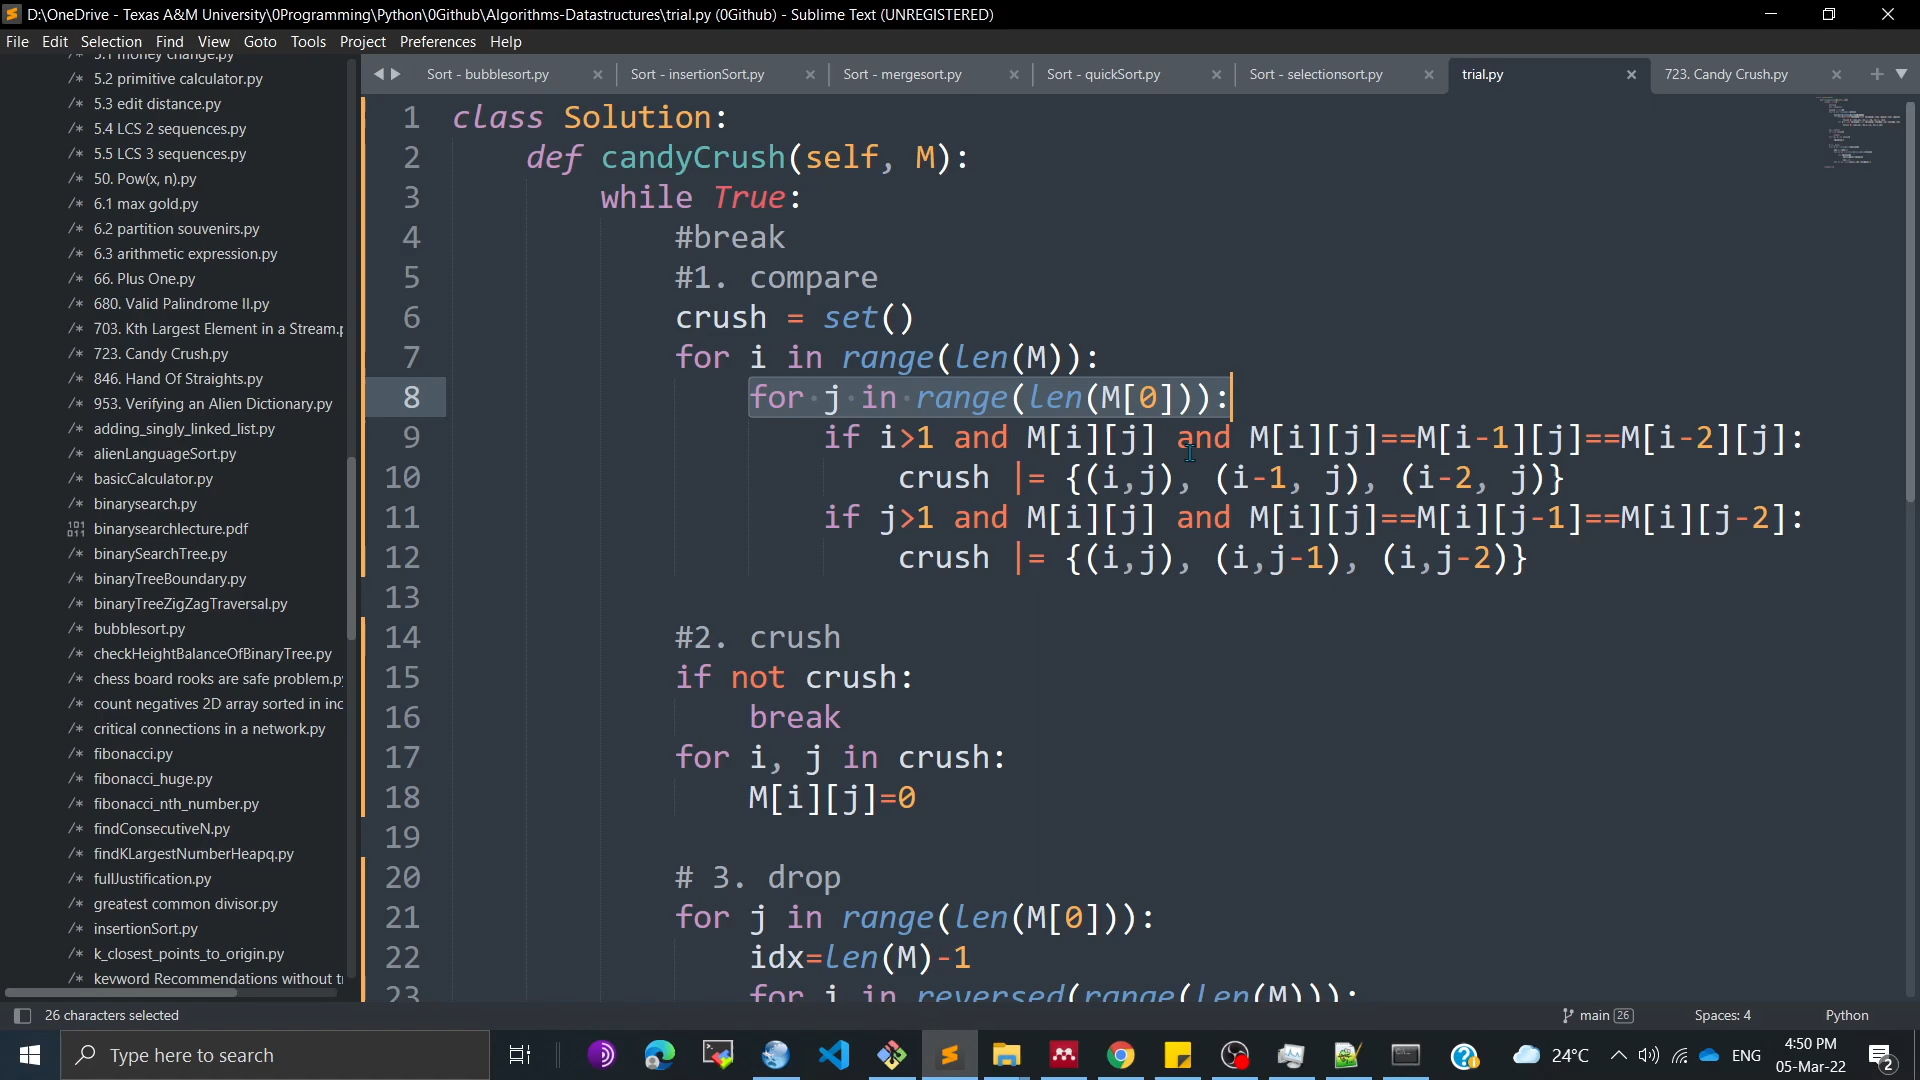 D:\OneDrive - Texas A&M University\0Programming\Python\0Github\Algorithms-Datastructures\trial.py (0Github) - Sublime Text (UNREGISTERED)
File Edit Selection Find View Goto Tools Project Preferences Help
/* 5.1 money change.py
/* 5.2 primitive calculator.py
/* 5.3 edit distance.py
/* 5.4 LCS 2 sequences.py
/* 5.5 LCS 3 sequences.py
/* 50. Pow(x, n).py
/* 6.1 max gold.py
/* 6.2 partition souvenirs.py
/* 6.3 arithmetic expression.py
/* 66. Plus One.py
/* 680. Valid Palindrome II.py
/* 703. Kth Largest Element in a Stream.p
/* 723. Candy Crush.py
/* 846. Hand Of Straights.py
/* 953. Verifying an Alien Dictionary.py
/* adding_singly_linked_list.py
/* alienLanguageSort.py
/* basicCalculator.py
/* binarysearch.py
binarysearchlecture.pdf
/* binarySearchTree.py
/* binaryTreeBoundary.py
/* binaryTreeZigZagTraversal.py
/* bubblesort.py
/* checkHeightBalanceOfBinaryTree.py
/* chess board rooks are safe problem.py
/* count negatives 2D array sorted in inc
/* critical connections in a network.py
/* fibonacci.py
/* fibonacci_huge.py
/* fibonacci_nth_number.py
/* findConsecutiveN.py
/* findKLargestNumberHeapq.py
/* fullJustification.py
/* greatest common divisor.py
/* insertionSort.py
/* k_closest_points_to_origin.py
/* keyword Recommendations without tr
Sort - bubblesort.py Sort - insertionSort.py Sort - mergesort.py Sort - quickSort.py Sort - selectionsort.py trial.py 723. Candy Crush.py
1 class Solution:
2 def candyCrush(self, M):
3 while True:
4 #break
5 #1. compare
6 crush = set()
7 for i in range(len(M)):
8 for j in range(len(M[0])):
9 if i>1 and M[i][j] and M[i][j]==M[i-1][j]==M[i-2][j]:
10 crush |= {(i,j), (i-1, j), (i-2, j)}
11 if j>1 and M[i][j] and M[i][j]==M[i][j-1]==M[i][j-2]:
12 crush |= {(i,j), (i,j-1), (i,j-2)}
13
14 #2. crush
15 if not crush:
16 break
17 for i, j in crush:
18 M[i][j]=0
19
20 # 3. drop
21 for j in range(len(M[0])):
22 idx=len(M)-1
23 for i in reversed(range(len(M))):
26 characters selected main 26 Spaces: 4 Python
Type here to search 24°C ENG 4:50 PM
05-Mar-22 2